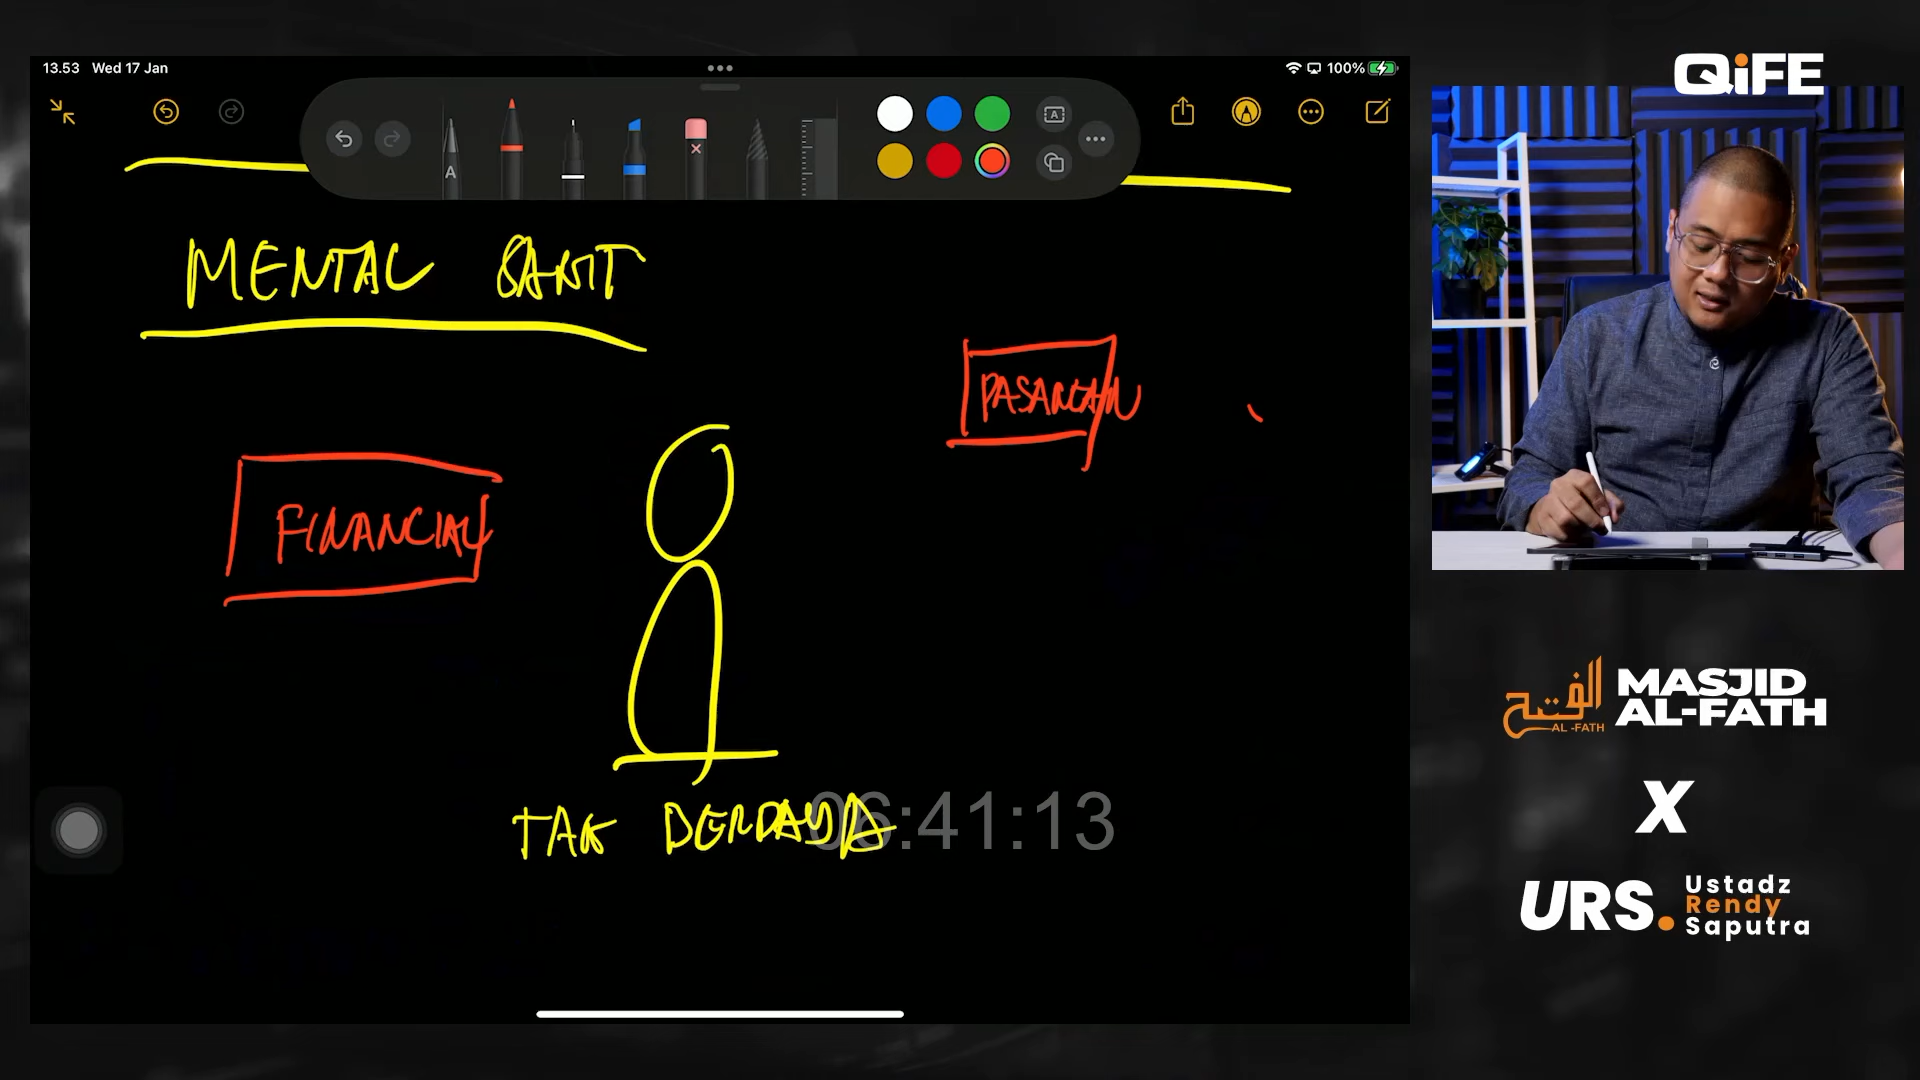 13.53 Wed 17 Jan
100%
A
A
MENTAL
PASANGAN
FINANCIAL
TAK BERDAYA
06:41:13
QiFE
الفتح
AL -FATH
MASJID
AL-FATH
X
URS.
Ustadz
Rendy
Saputra